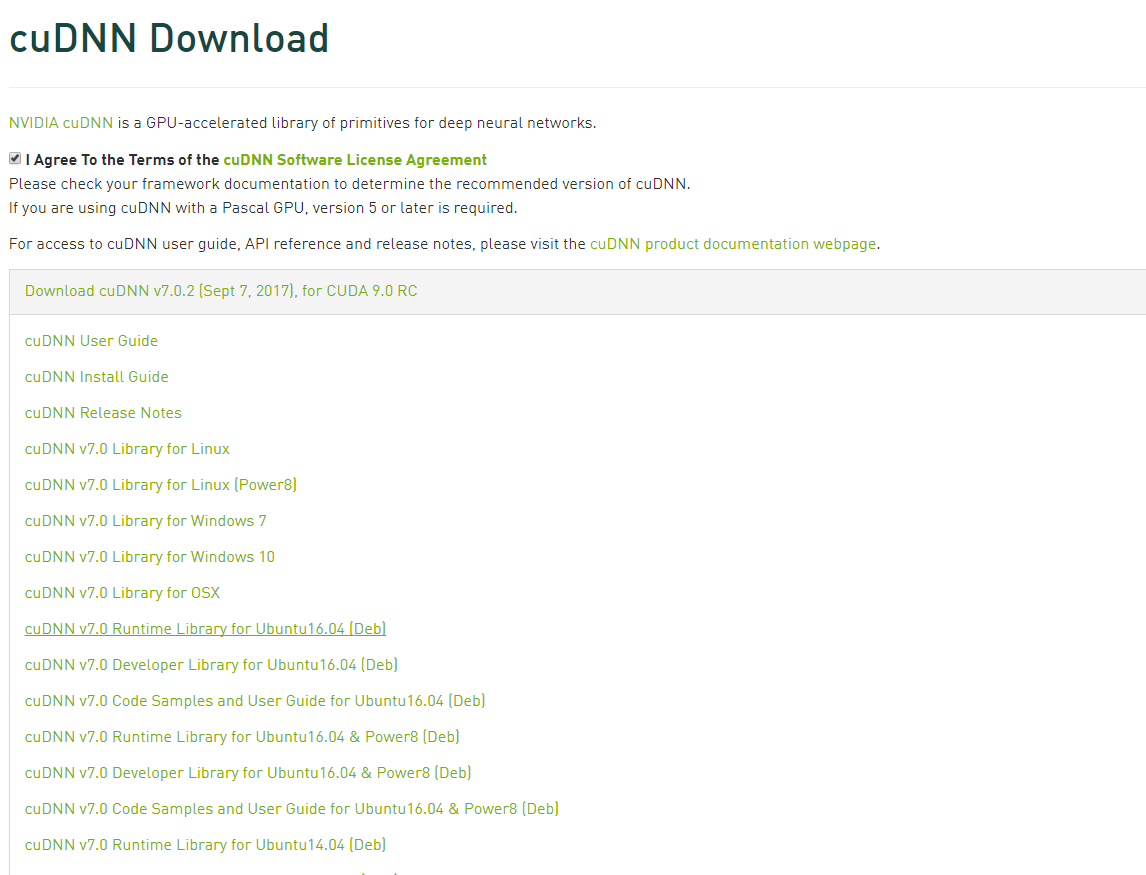 cuDNN Download
NVIDIA cuDNN is a GPU-accelerated library of primitives for deep neural networks.
I Agree To the Terms of the cuDNN Software License Agreement
Please check your framework documentation to determine the recommended version of cuDNN.
If you are using cuDNN with a Pascal GPU, version 5 or later is required.
For access to cuDNN user guide, API reference and release notes, please visit the cuDNN product documentation webpage.
Download cuDNN v7.0.2 (Sept 7, 2017), for CUDA 9.0 RC
cuDNN User Guide
cuDNN Install Guide
cuDNN Release Notes
cuDNN v7.0 Library for Linux
cuDNN v7.0 Library for Linux (Power8)
cuDNN v7.0 Library for Windows 7
cuDNN v7.0 Library for Windows 10
cuDNN v7.0 Library for OSX
cuDNN v7.0 Runtime Library for Ubuntu16.04 (Deb)
cuDNN v7.0 Developer Library for Ubuntu16.04 (Deb)
cuDNN v7.0 Code Samples and User Guide for Ubuntu16.04 (Deb)
cuDNN v7.0 Runtime Library for Ubuntu16.04 & Power8 (Deb)
cuDNN v7.0 Developer Library for Ubuntu16.04 & Power8 (Deb)
cuDNN v7.0 Code Samples and User Guide for Ubuntu16.04 & Power8 (Deb)
cuDNN v7.0 Runtime Library for Ubuntu14.04 (Deb)